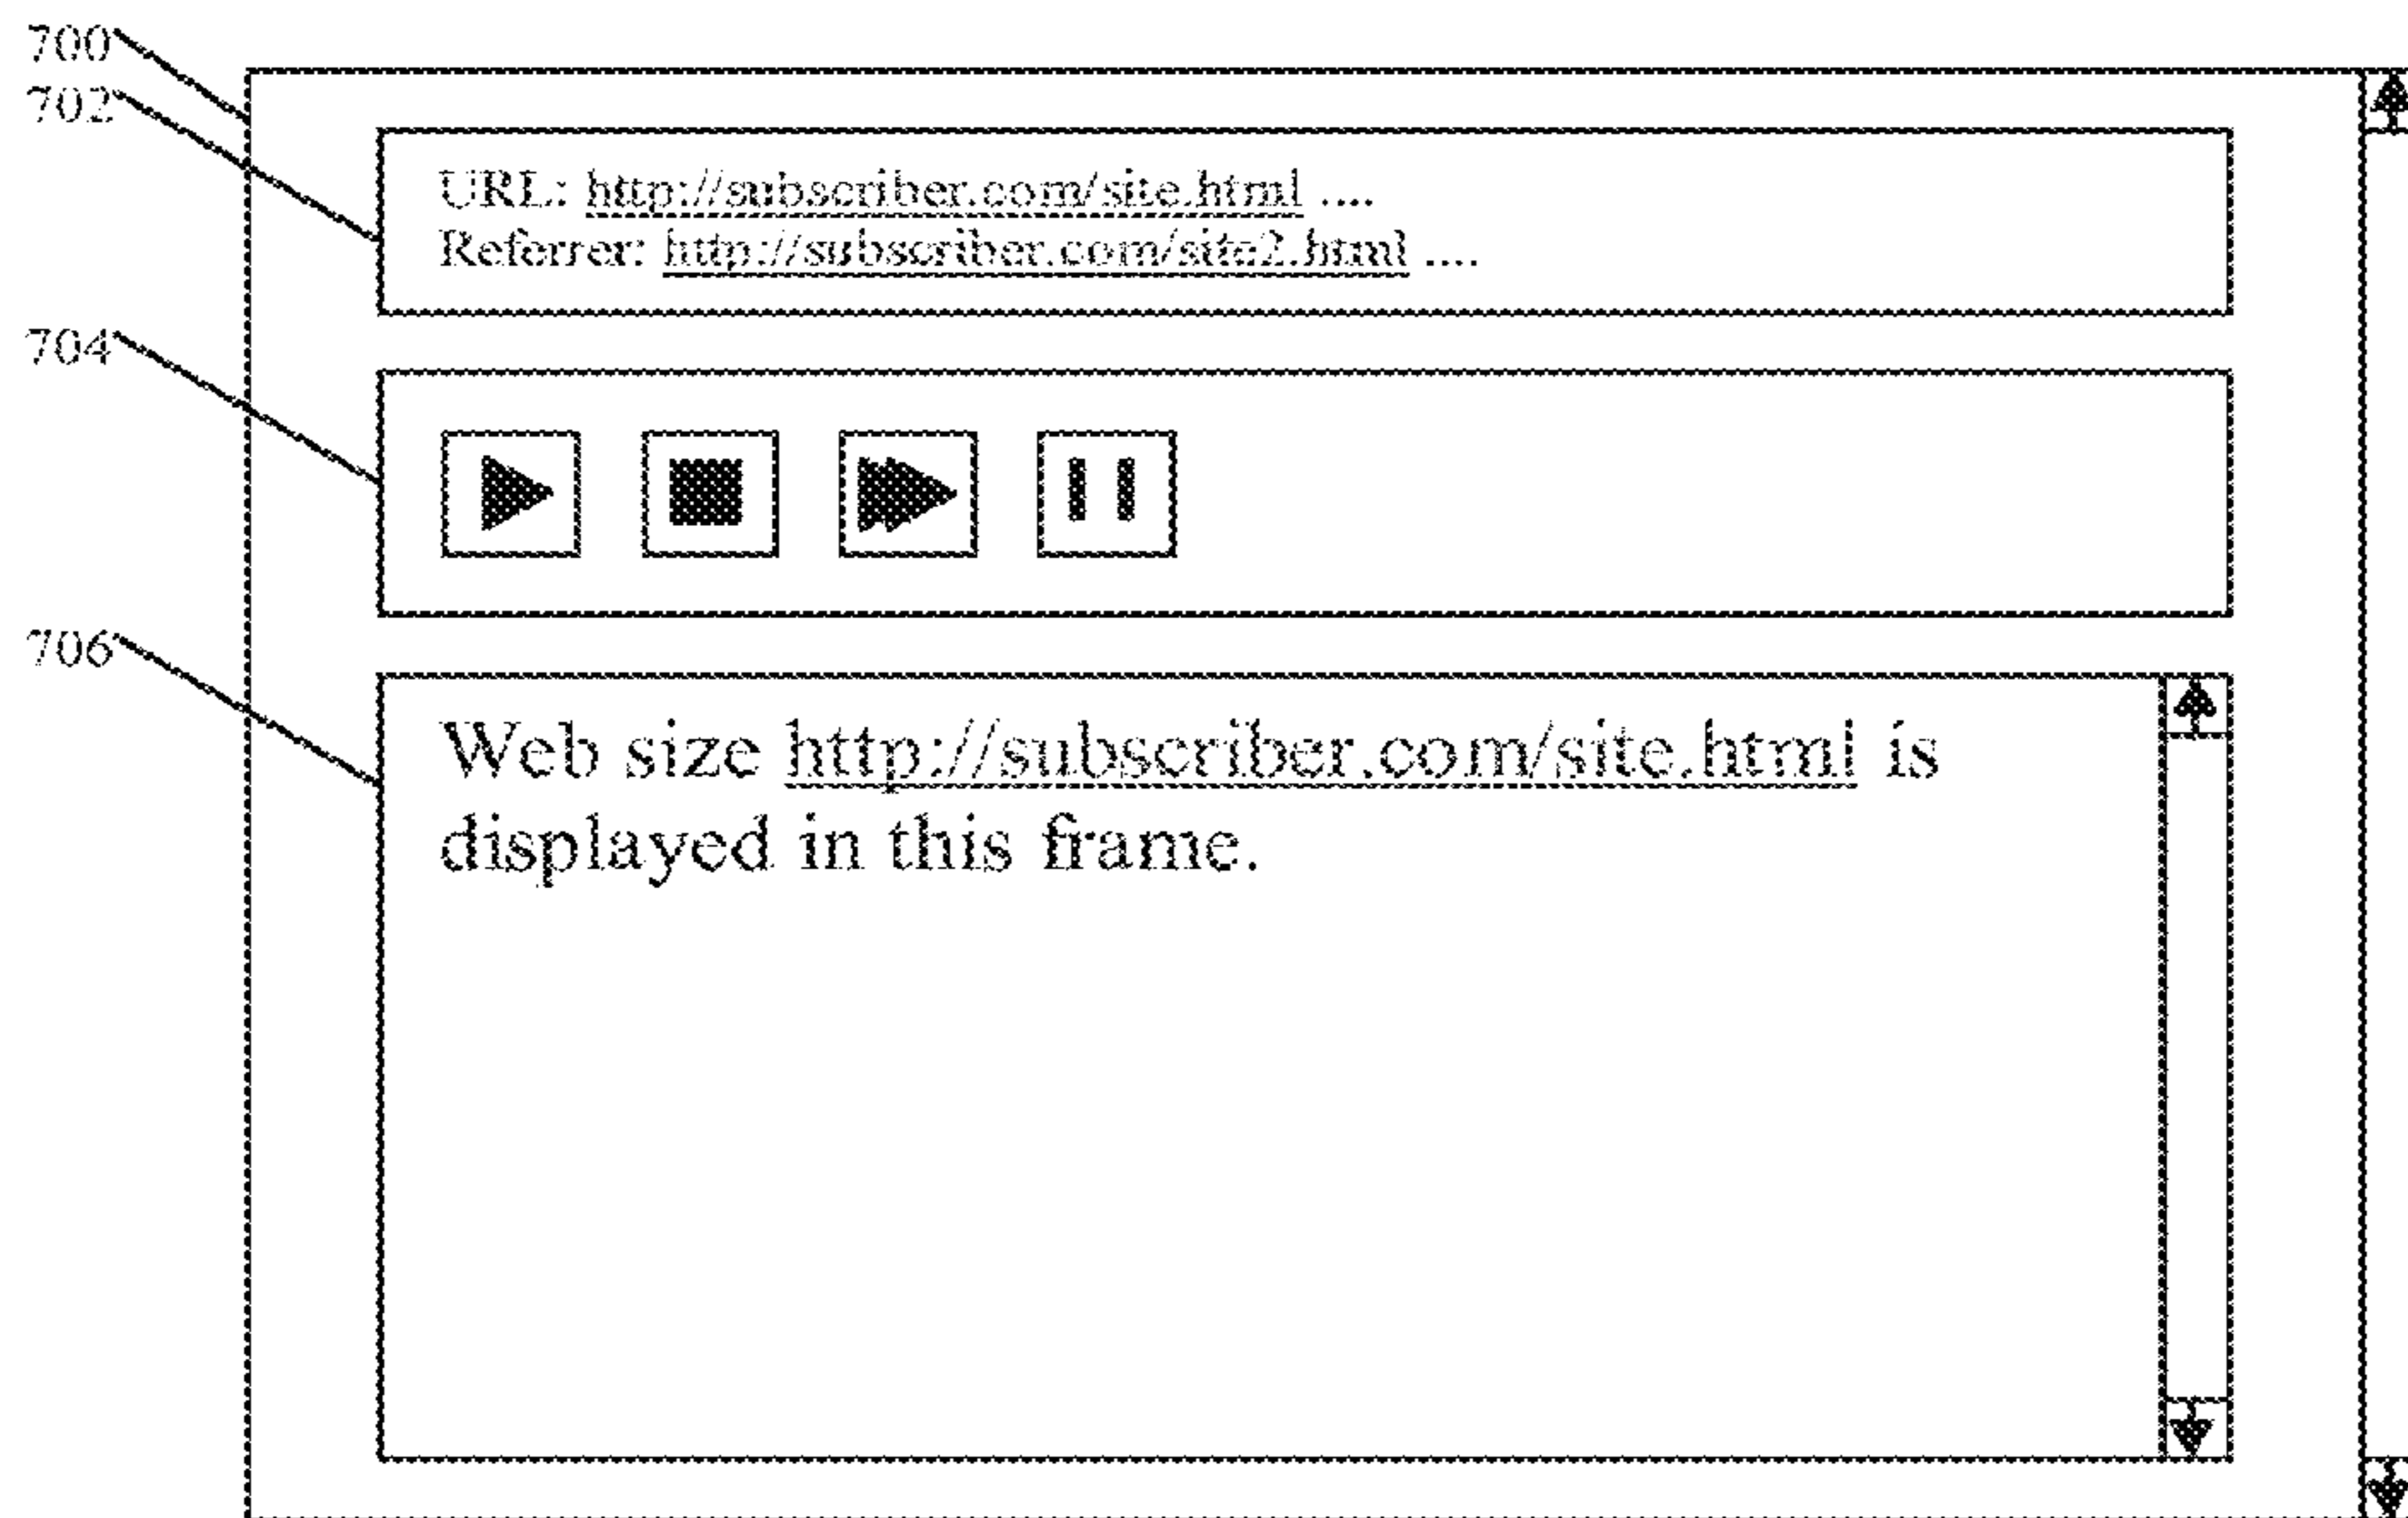 700
702
URL: http://subscriber.com/site.html ....
Referrer: http://subscriber.com/site2.html ....
704
706
Web size http://subscriber.com/site.html is
displayed in this frame.